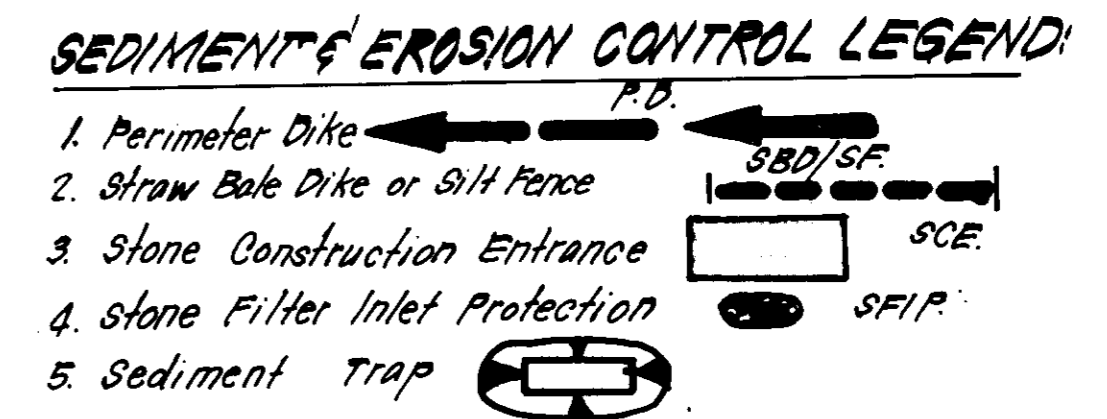 SEDIMENT & EROSION CONTROL LEGEND:
1. Perimeter Dike P.D.
2. Straw Bale Dike or Silt Fence SBD/SF.
3. Stone Construction Entrance SCE.
4. Stone Filter Inlet Protection SFIP.
5. Sediment Trap